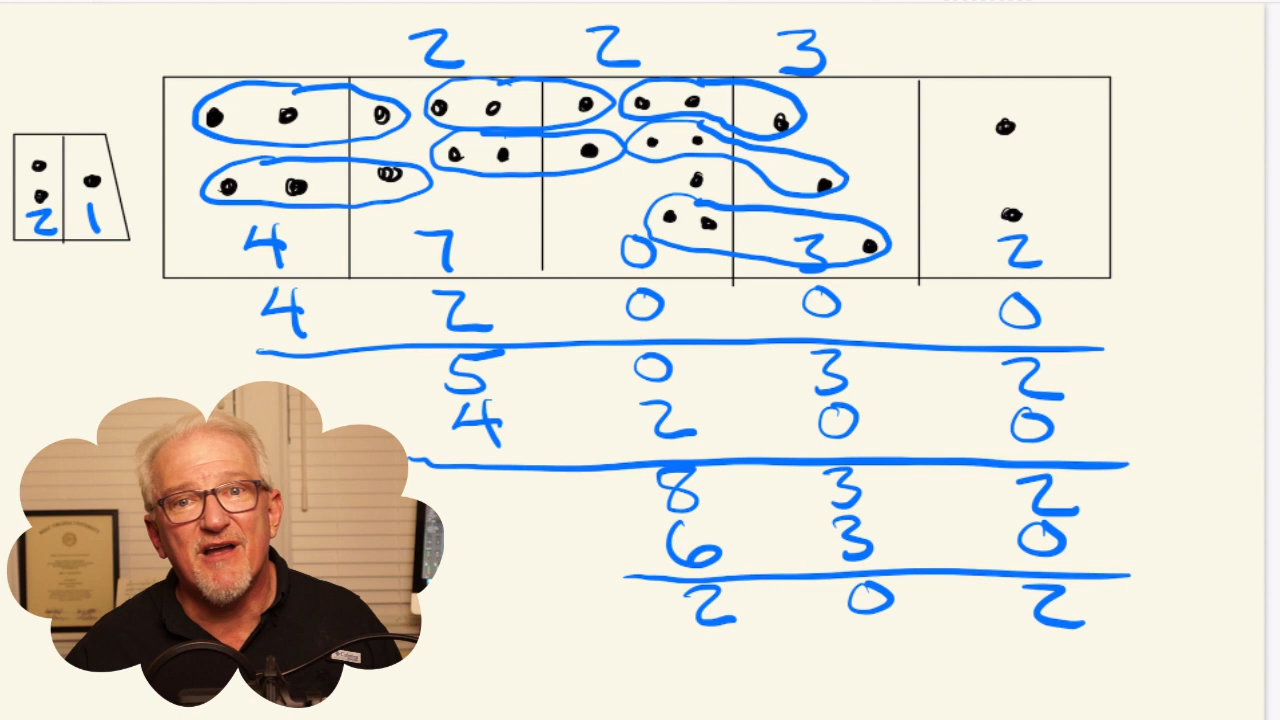 2 2 3
2 1
4 7 0 3 2
4 2 0 0 0
5 0 3 2
4 2 0 0
8 3 2
6 3 0
2 0 2